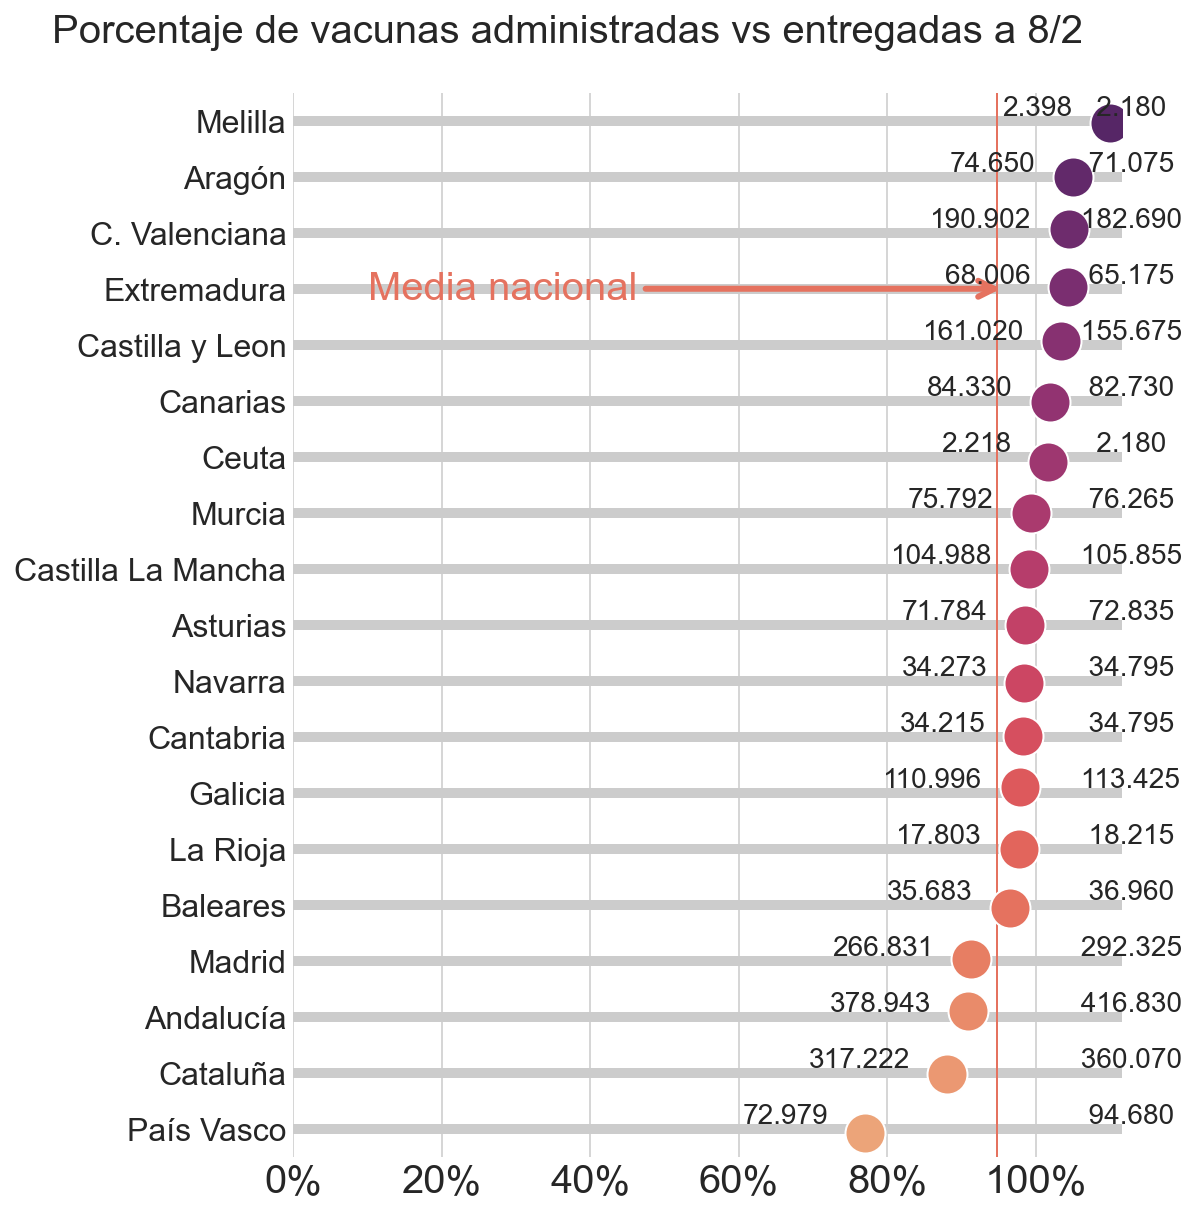 Porcentaje de vacunas administradas vs entregadas a 8/2
Melilla 2.398 2.180
Aragón 74.650 71.075
C. Valenciana 190.902 182.690
Extremadura Media nacional 68.006 65.175
Castilla y Leon 161.020 155.675
Canarias 84.330 82.730
Ceuta 2.218 2.180
Murcia 75.792 76.265
Castilla La Mancha 104.988 105.855
Asturias 71.784 72.835
Navarra 34.273 34.795
Cantabria 34.215 34.795
Galicia 110.996 113.425
La Rioja 17.803 18.215
Baleares 35.683 36.960
Madrid 266.831 292.325
Andalucía 378.943 416.830
Cataluña 317.222 360.070
País Vasco 72.979 94.680
0% 20% 40% 60% 80% 100%